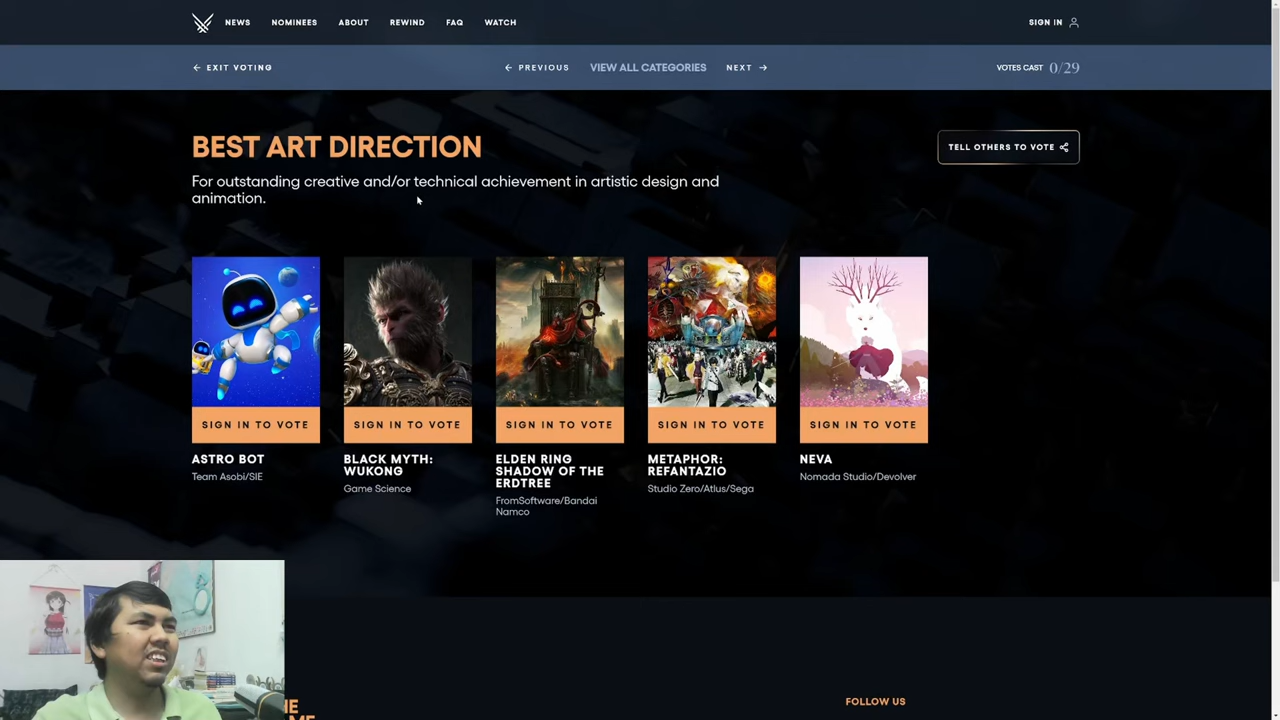 NEWS NOMINEES ABOUT REWIND FAQ WATCH SIGN IN
EXIT VOTING PREVIOUS VIEW ALL CATEGORIES NEXT VOTES CAST 0/29
BEST ART DIRECTION
TELL OTHERS TO VOTE
For outstanding creative and/or technical achievement in artistic design and
animation.
SIGN IN TO VOTE SIGN IN TO VOTE SIGN IN TO VOTE SIGN IN TO VOTE SIGN IN TO VOTE
ASTRO BOT
Team Asobi/SIE
BLACK MYTH:
WUKONG
Game Science
ELDEN RING
SHADOW OF THE
ERDTREE
FromSoftware/Bandai
Namco
METAPHOR:
REFANTAZIO
Studio Zero/Atlus/Sega
NEVA
Nomada Studio/Devolver
FOLLOW US